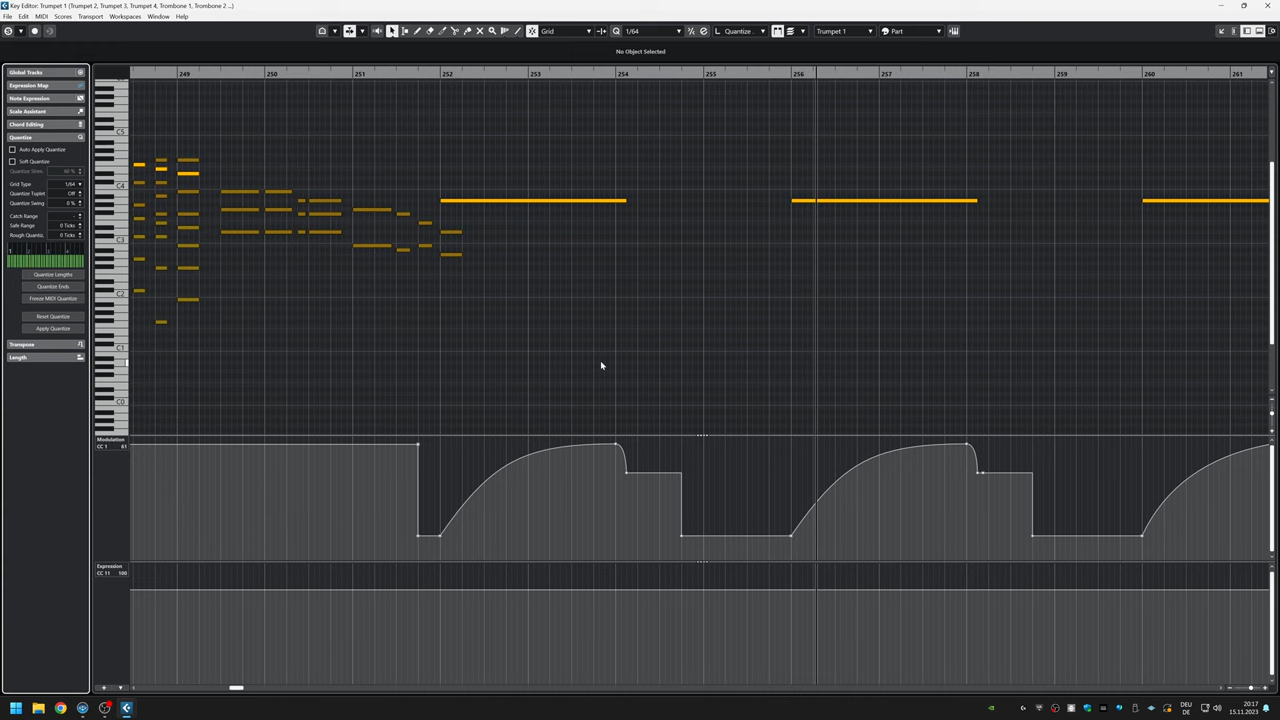 Key Editor: Trumpet 1 (Trumpet 2, Trumpet 3, Trumpet 4, Trombone 1, Trombone 2 ...)
File Edit MIDI Scores Transport Workspaces Window Help
Grid 1/64 Quantize Trumpet 1 Part
No Object Selected
Global Tracks
249 250 251 252 253 254 255 256 257 258 259 260 261
Expression Map
Note Expression
Scale Assistant
Chord Editing
Quantize
Auto Apply Quantize
Soft Quantize
60 %
Grid Type 1/64
Quantize Tuplet Off
Quantize Swing 0 %
Catch Range -
Safe Range 0 Ticks
Rough Quantiz. 0 Ticks
1 2 3 4
Quantize Lengths
Quantize Ends
Freeze MIDI Quantize
Reset Quantize
Apply Quantize
Transpose
Length
C5
C4
C3
C2
C1
C0
Modulation
CC 1 61
Expression
CC 11 100
DEU 20:17
DE 15.11.2023